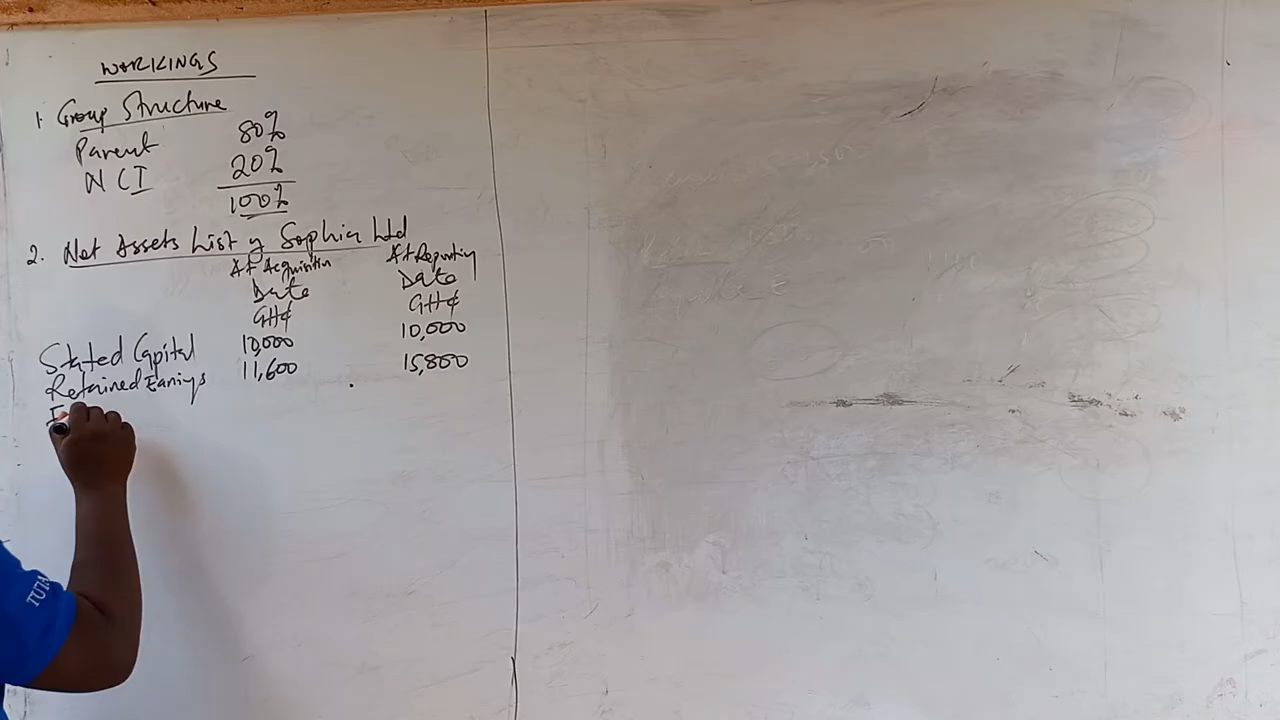 WORKINGS
1. Group Structure
Parent 80%
NCI 20%
100%
2. Net Assets List of Sophia Ltd
At Acquisition At Reporting
Date Date
GH¢ GH¢
Stated Capital 10,000 10,000
Retained Earnings 11,600 15,800
TUTA